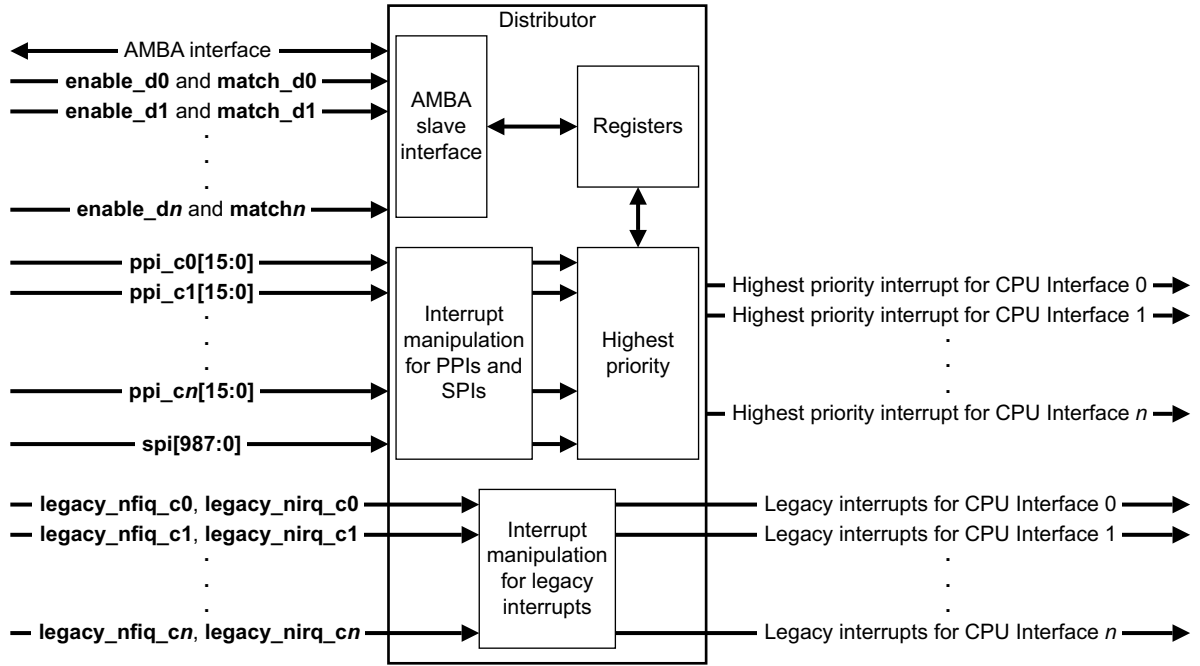 Distributor
AMBA interface
enable_d0 and match_d0
enable_d1 and match_d1
.
.
.
enable_dn and matchn
AMBA
slave
interface
Registers
ppi_c0[15:0]
ppi_c1[15:0]
.
.
.
ppi_cn[15:0]
spi[987:0]
Interrupt
manipulation
for PPIs and
SPIs
Highest
priority
Highest priority interrupt for CPU Interface 0
Highest priority interrupt for CPU Interface 1
.
.
.
Highest priority interrupt for CPU Interface n
legacy_nfiq_c0, legacy_nirq_c0
legacy_nfiq_c1, legacy_nirq_c1
.
.
.
legacy_nfiq_cn, legacy_nirq_cn
Interrupt
manipulation
for legacy
interrupts
Legacy interrupts for CPU Interface 0
Legacy interrupts for CPU Interface 1
.
.
.
Legacy interrupts for CPU Interface n